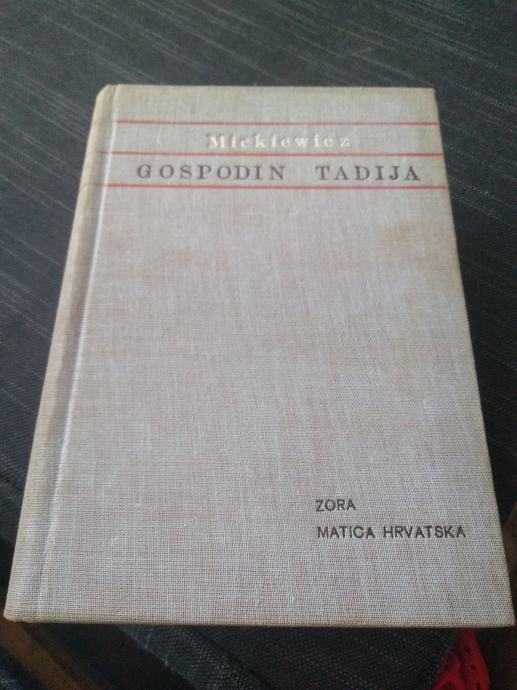 Mickiewicz
GOSPODIN TADIJA
ZORA
MATICA HRVATSKA